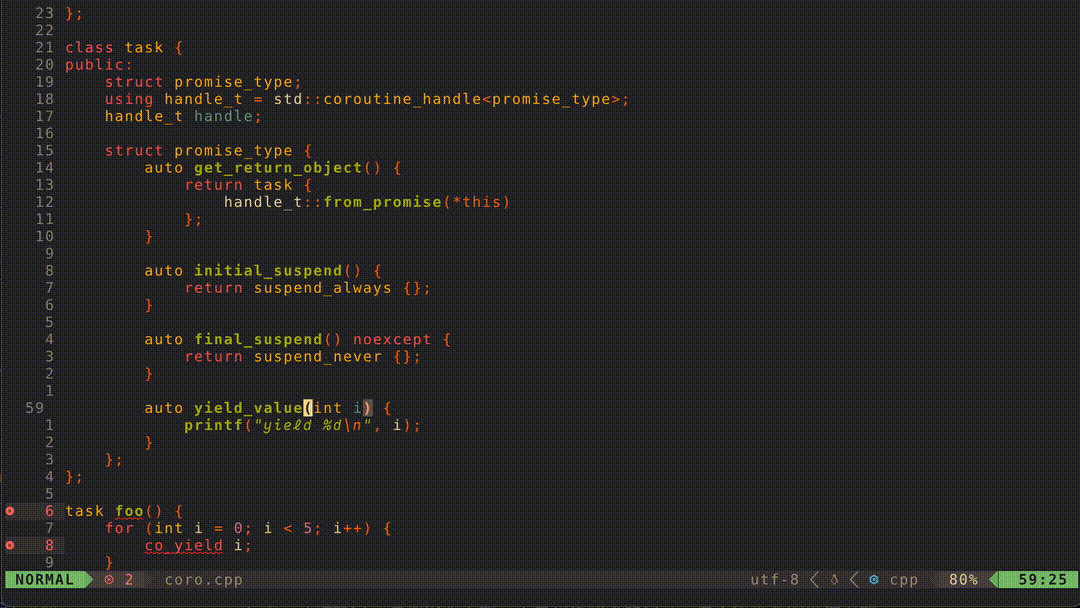 23 };
22
21 class task {
20 public:
19     struct promise_type;
18     using handle_t = std::coroutine_handle<promise_type>;
17     handle_t handle;
16
15     struct promise_type {
14         auto get_return_object() {
13             return task {
12                 handle_t::from_promise(*this)
11             };
10         }
9
8         auto initial_suspend() {
7             return suspend_always {};
6         }
5
4         auto final_suspend() noexcept {
3             return suspend_never {};
2         }
1
59         auto yield_value(int i) {
1             printf("yield %d\n", i);
2         }
3     };
4 };
5
6 task foo() {
7     for (int i = 0; i < 5; i++) {
8         co_yield i;
9     }
NORMAL 2 coro.cpp utf-8 cpp 80% 59:25